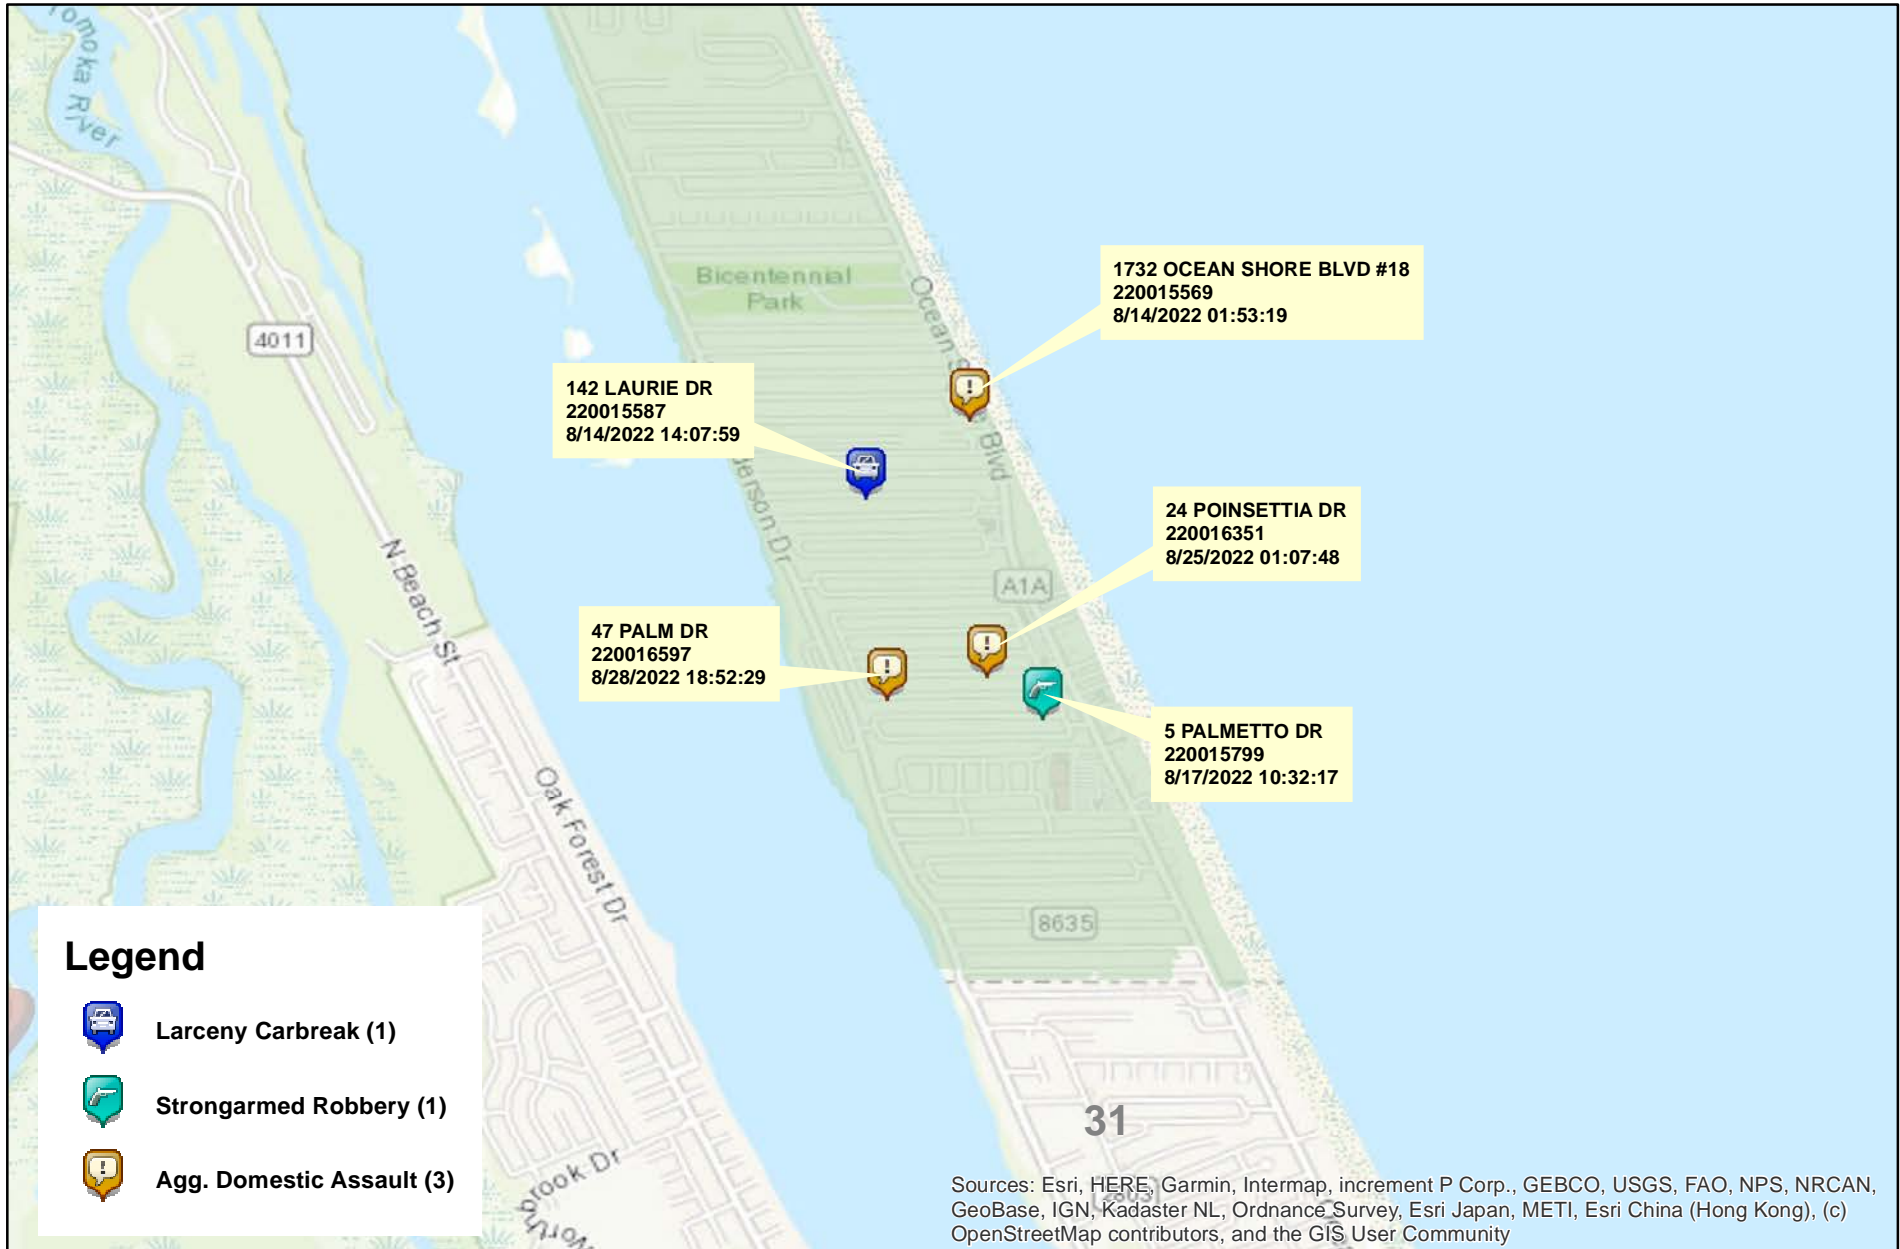 Tomoka River
4011
N Beach St
Oak Forest Dr
Bicentennial
Park
Ocean S
Blvd
derson Dr
A1A
8635
31
1732 OCEAN SHORE BLVD #18
220015569
8/14/2022 01:53:19
142 LAURIE DR
220015587
8/14/2022 14:07:59
24 POINSETTIA DR
220016351
8/25/2022 01:07:48
47 PALM DR
220016597
8/28/2022 18:52:29
5 PALMETTO DR
220015799
8/17/2022 10:32:17
Legend
Larceny Carbreak (1)
Strongarmed Robbery (1)
Agg. Domestic Assault (3)
Northbrook Dr
2803
Sources: Esri, HERE, Garmin, Intermap, increment P Corp., GEBCO, USGS, FAO, NPS, NRCAN,
GeoBase, IGN, Kadaster NL, Ordnance Survey, Esri Japan, METI, Esri China (Hong Kong), (c)
OpenStreetMap contributors, and the GIS User Community